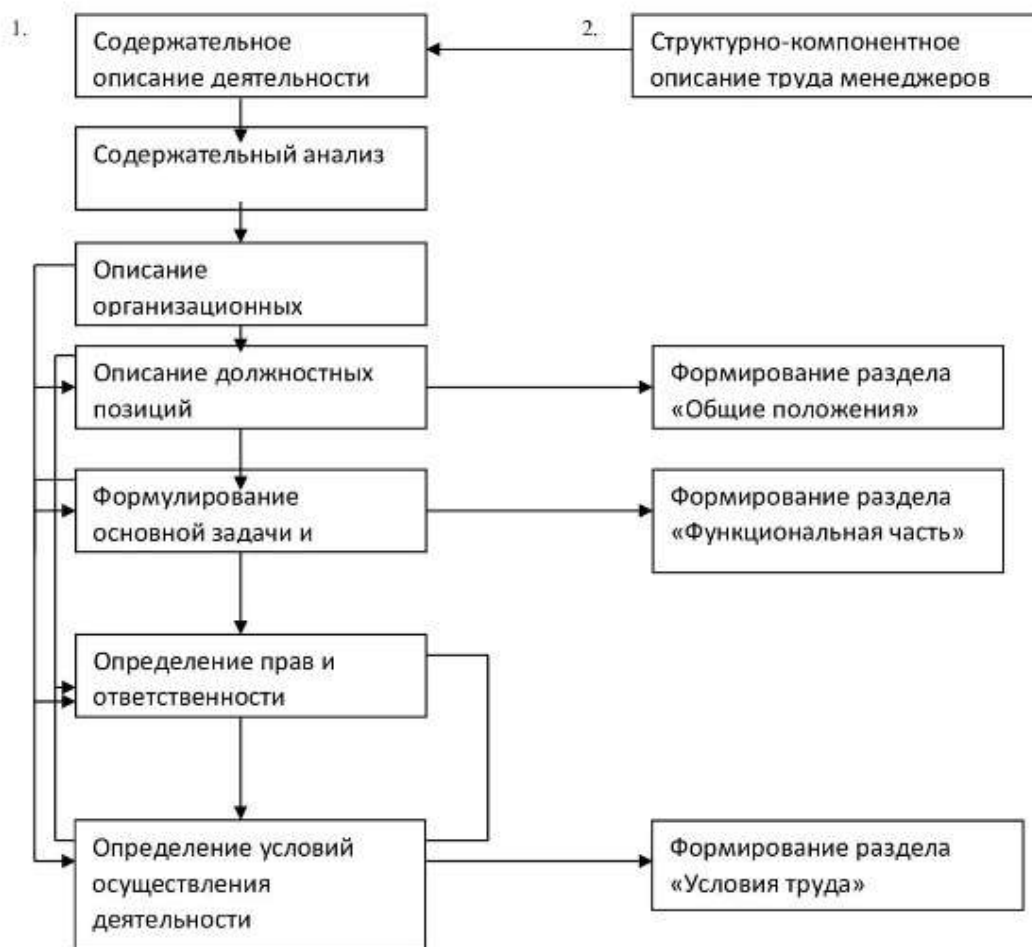 1.
Содержательное
описание деятельности
2.
Структурно-компонентное
описание труда менеджеров
Содержательный анализ
Описание
организационных
Описание должностных
позиций
Формирование раздела
«Общие положения»
Формулирование
основной задачи и
Формирование раздела
«Функциональная часть»
Определение прав и
ответственности
Определение условий
осуществления
деятельности
Формирование раздела
«Условия труда»